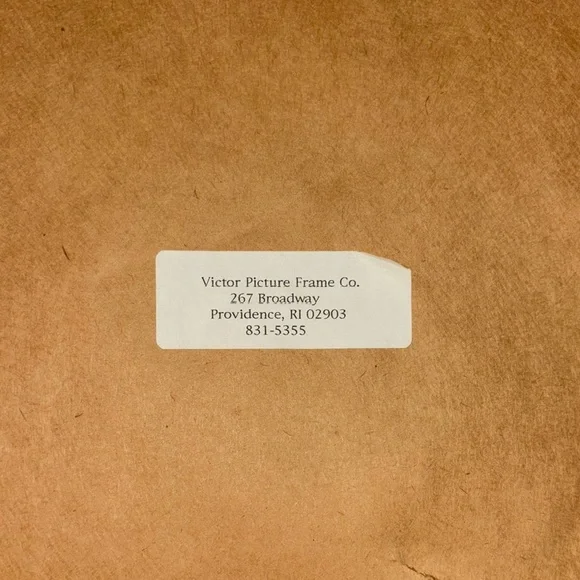 Victor Picture Frame Co.
267 Broadway
Providence, RI 02903
831-5355